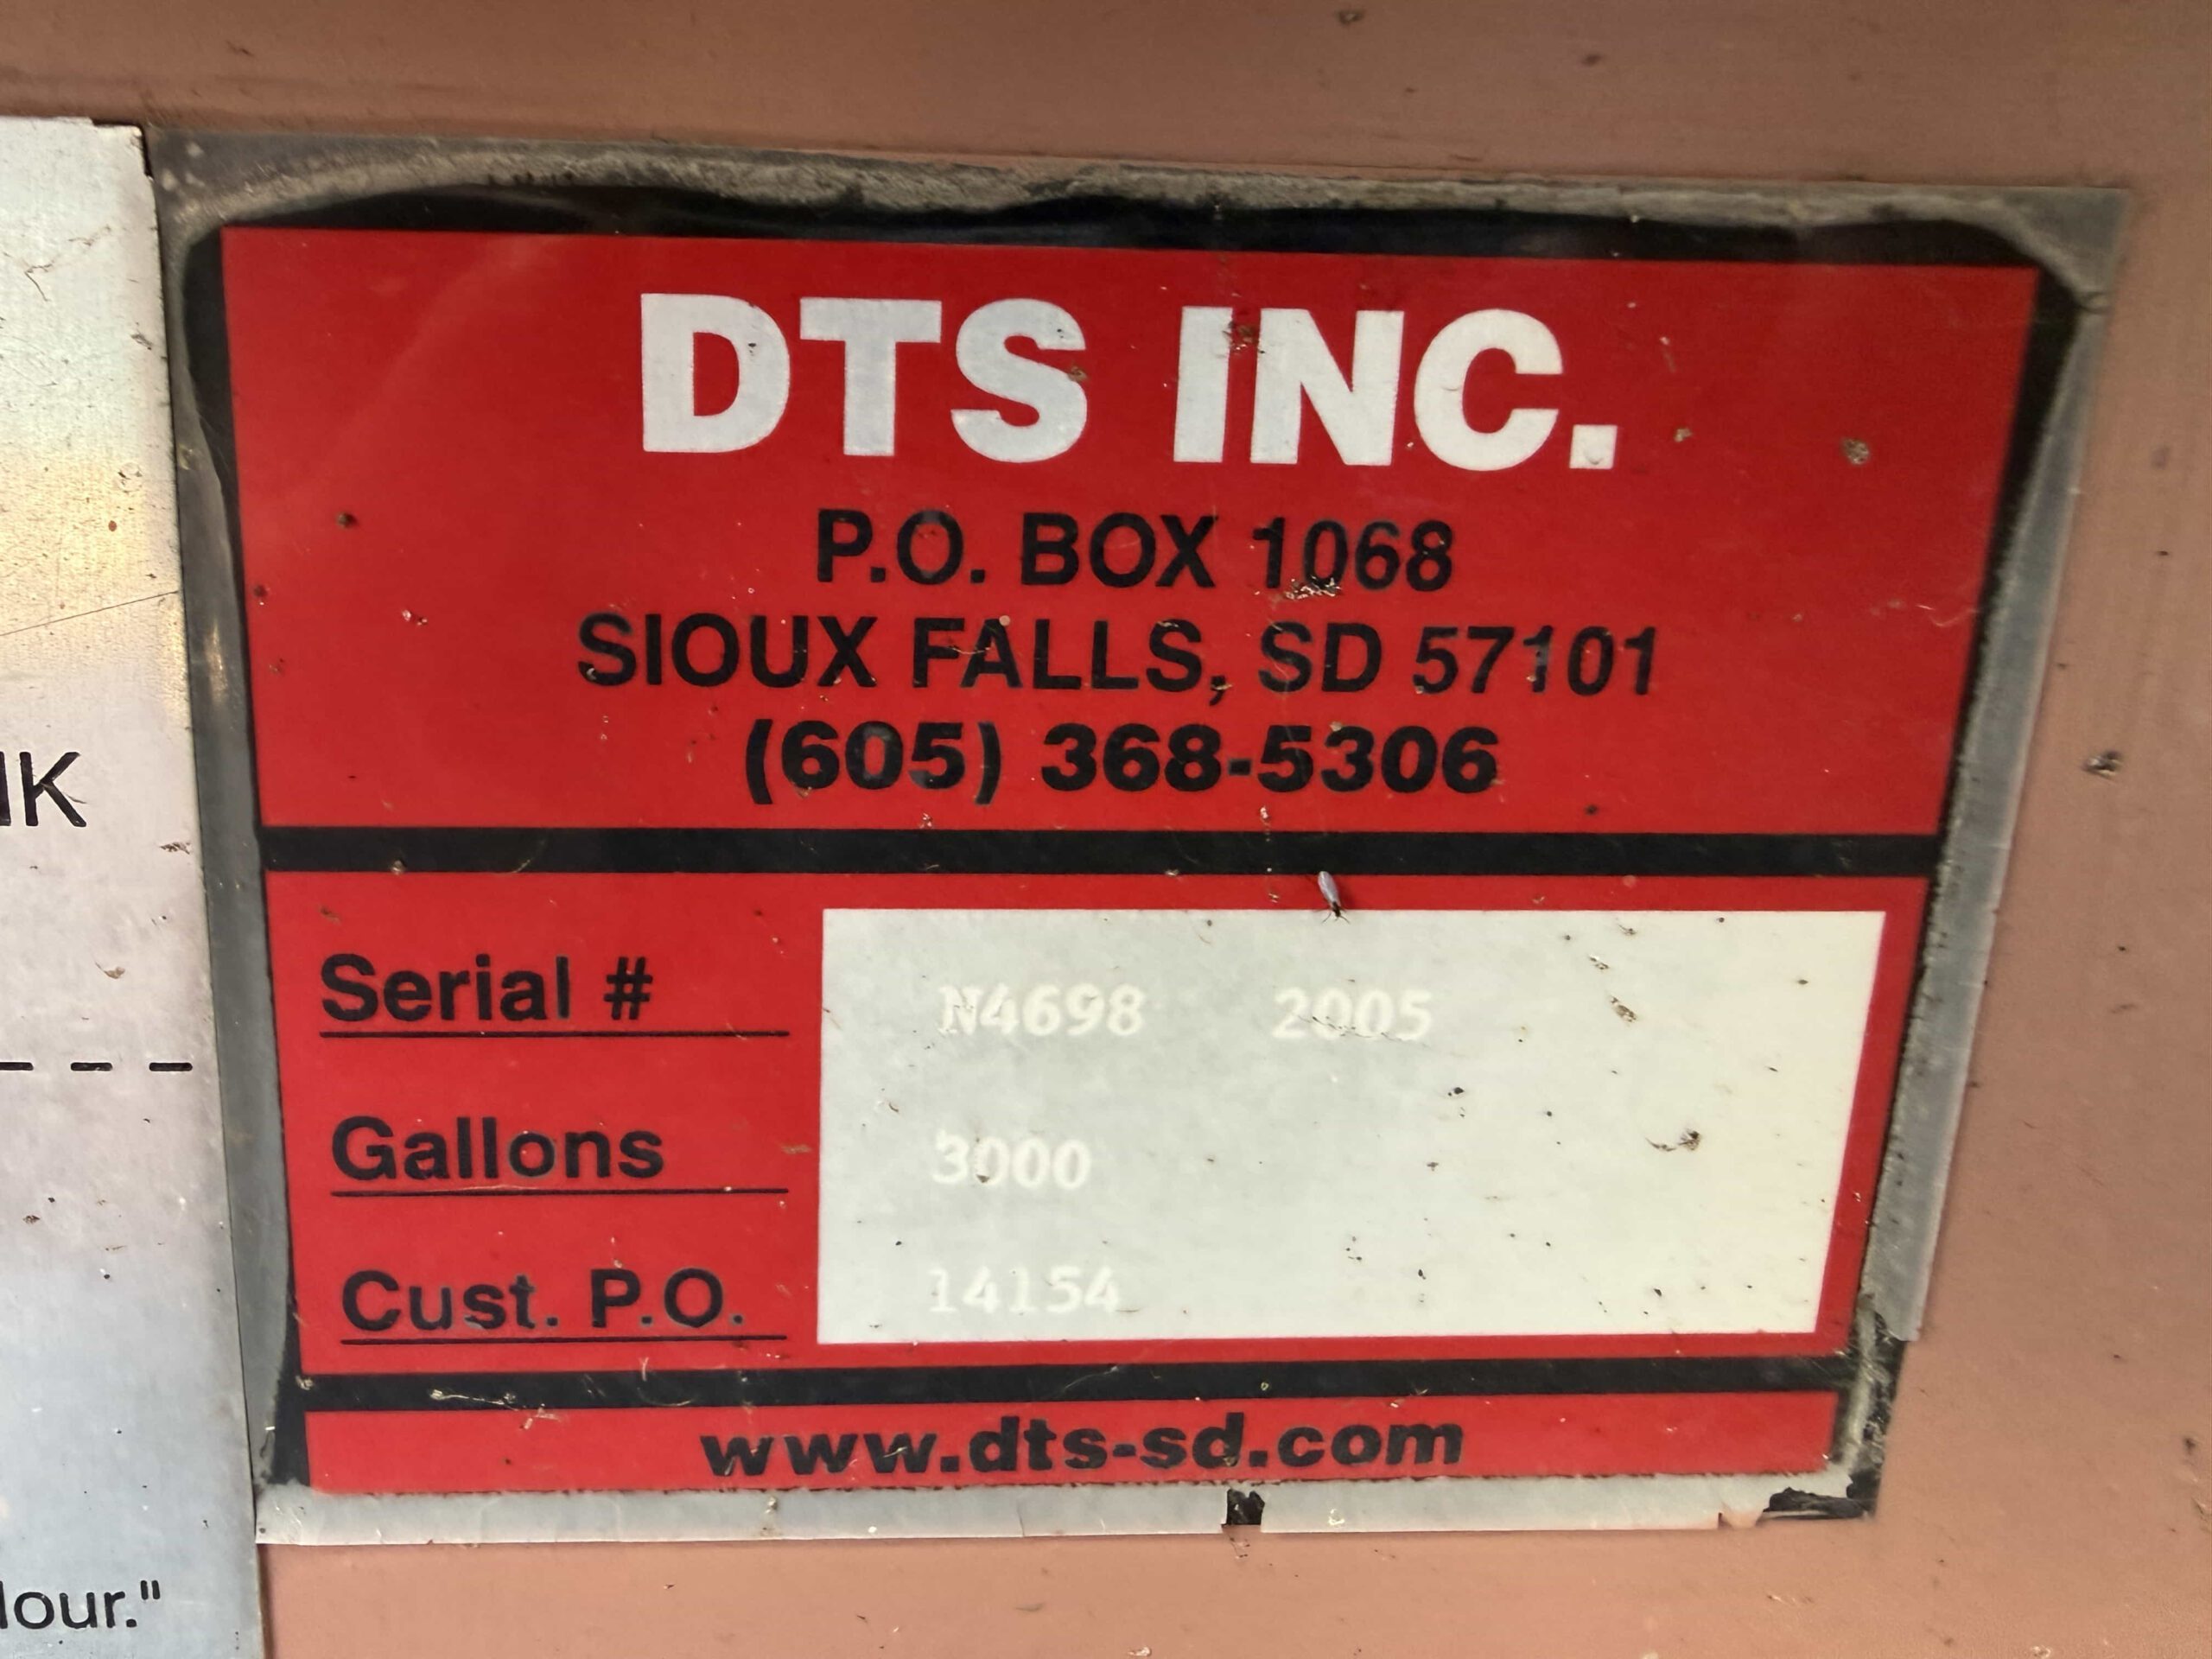 DTS INC.
P.O. BOX 1068
SIOUX FALLS, SD 57101
(605) 368-5306
Serial # N4698 2005
Gallons 3000
Cust. P.O. 14154
www.dts-sd.com
NK
- - -
lour."